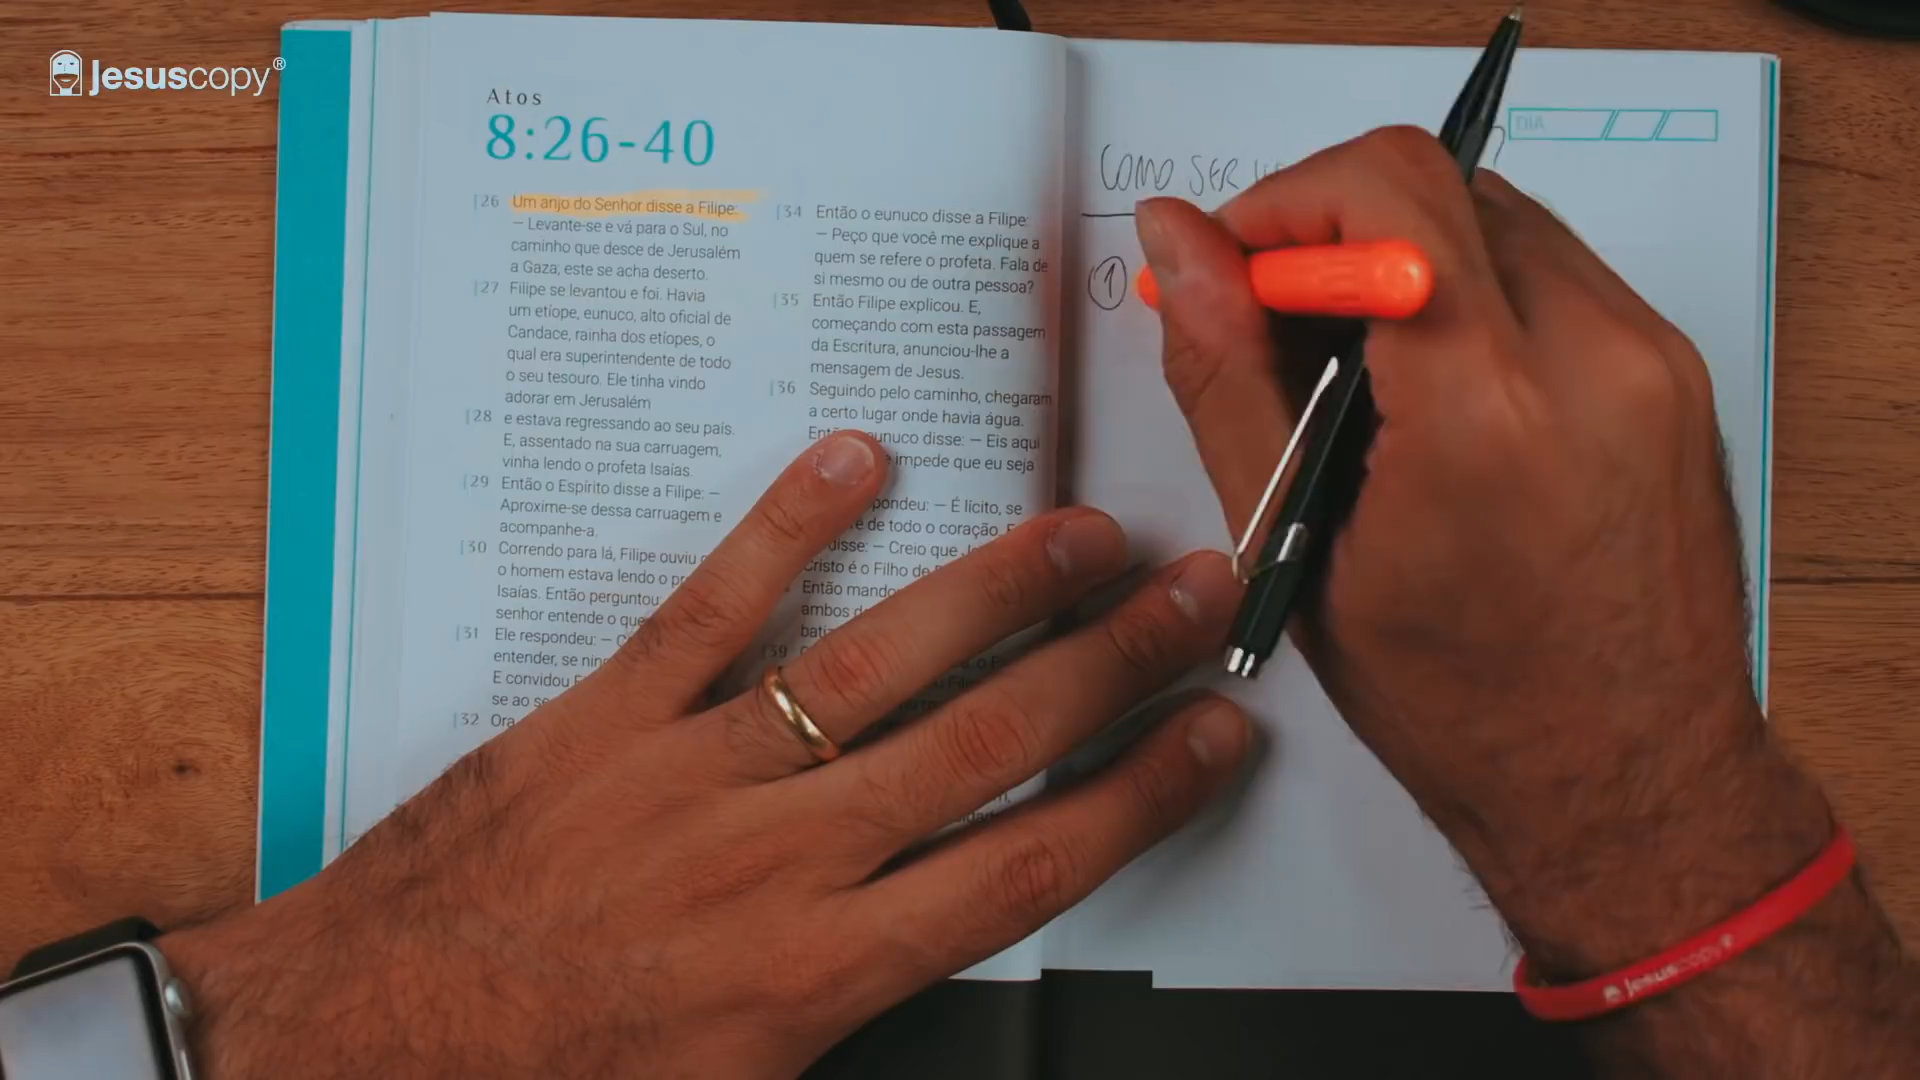 Jesuscopy®
Atos
8:26-40
26 Um anjo do Senhor disse a Filipe:
– Levante-se e vá para o Sul, no
caminho que desce de Jerusalém
a Gaza; este se acha deserto.
27 Filipe se levantou e foi. Havia
um etíope, eunuco, alto oficial de
Candace, rainha dos etíopes, o
qual era superintendente de todo
o seu tesouro. Ele tinha vindo
adorar em Jerusalém
28 e estava regressando ao seu país.
E, assentado na sua carruagem,
vinha lendo o profeta Isaías.
29 Então o Espírito disse a Filipe: –
Aproxime-se dessa carruagem e
acompanhe-a.
30 Correndo para lá, Filipe ouviu
o homem estava lendo o
Isaías. Então perguntou:
senhor entende o que
31 Ele respondeu: –
entender, se
E convidou
se ao
32 Ora
34 Então o eunuco disse a Filipe:
– Peço que você me explique a
quem se refere o profeta. Fala de
si mesmo ou de outra pessoa?
35 Então Filipe explicou. E,
começando com esta passagem
da Escritura, anunciou-lhe a
mensagem de Jesus.
36 Seguindo pelo caminho, chegaram
a certo lugar onde havia água.
eunuco disse: – Eis aqui
impede que eu seja
– É lícito, se
é de todo o coração.
disse: – Creio que
Cristo é o Filho de
Então
ambos
39
COMO SER
?
DIA
1
Jesuscopy